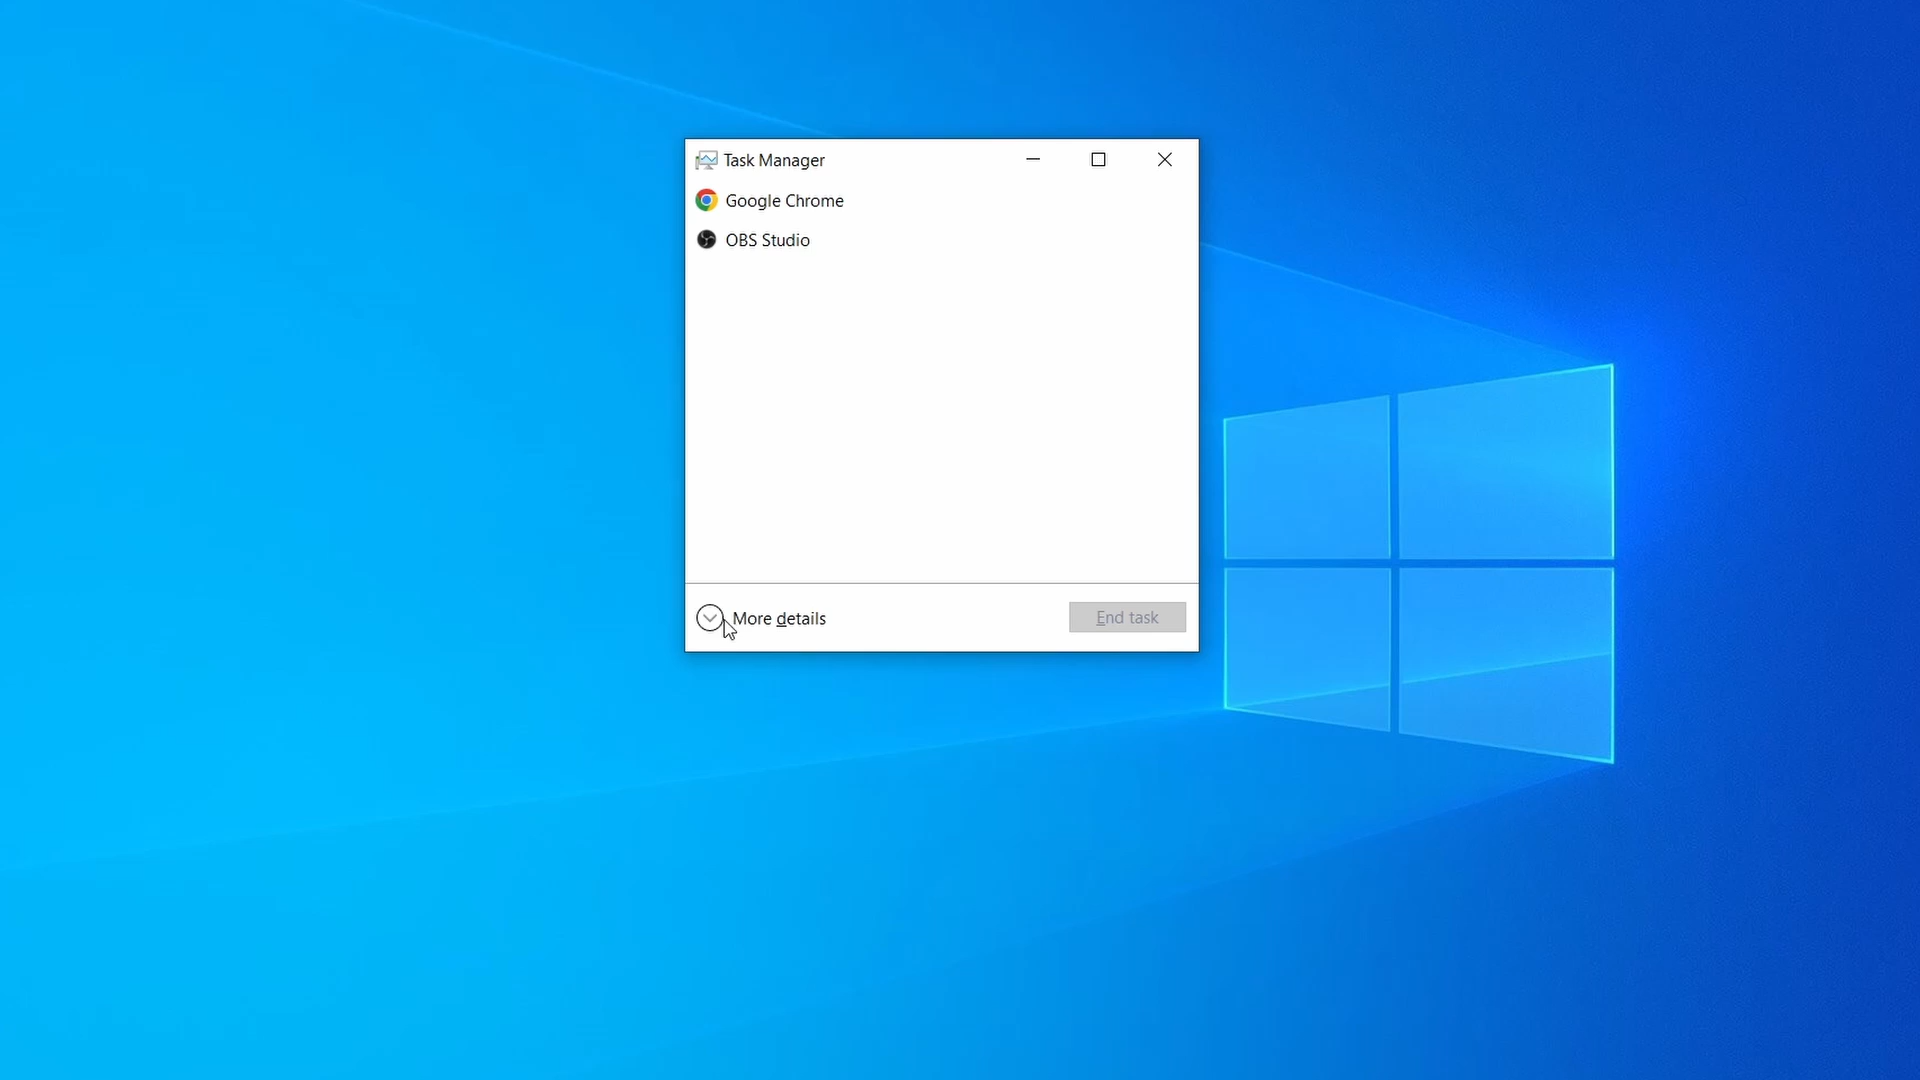 Task Manager
Google Chrome
OBS Studio
More details
End task